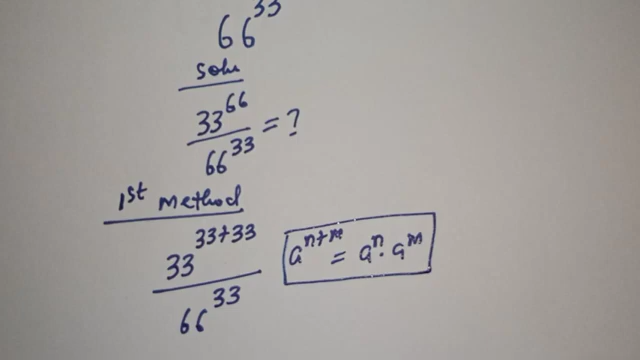 66^33
Soln
33^66 / 66^33 = ?
1st Method
33^33+33 / 66^33
a^n+m = a^n · a^m